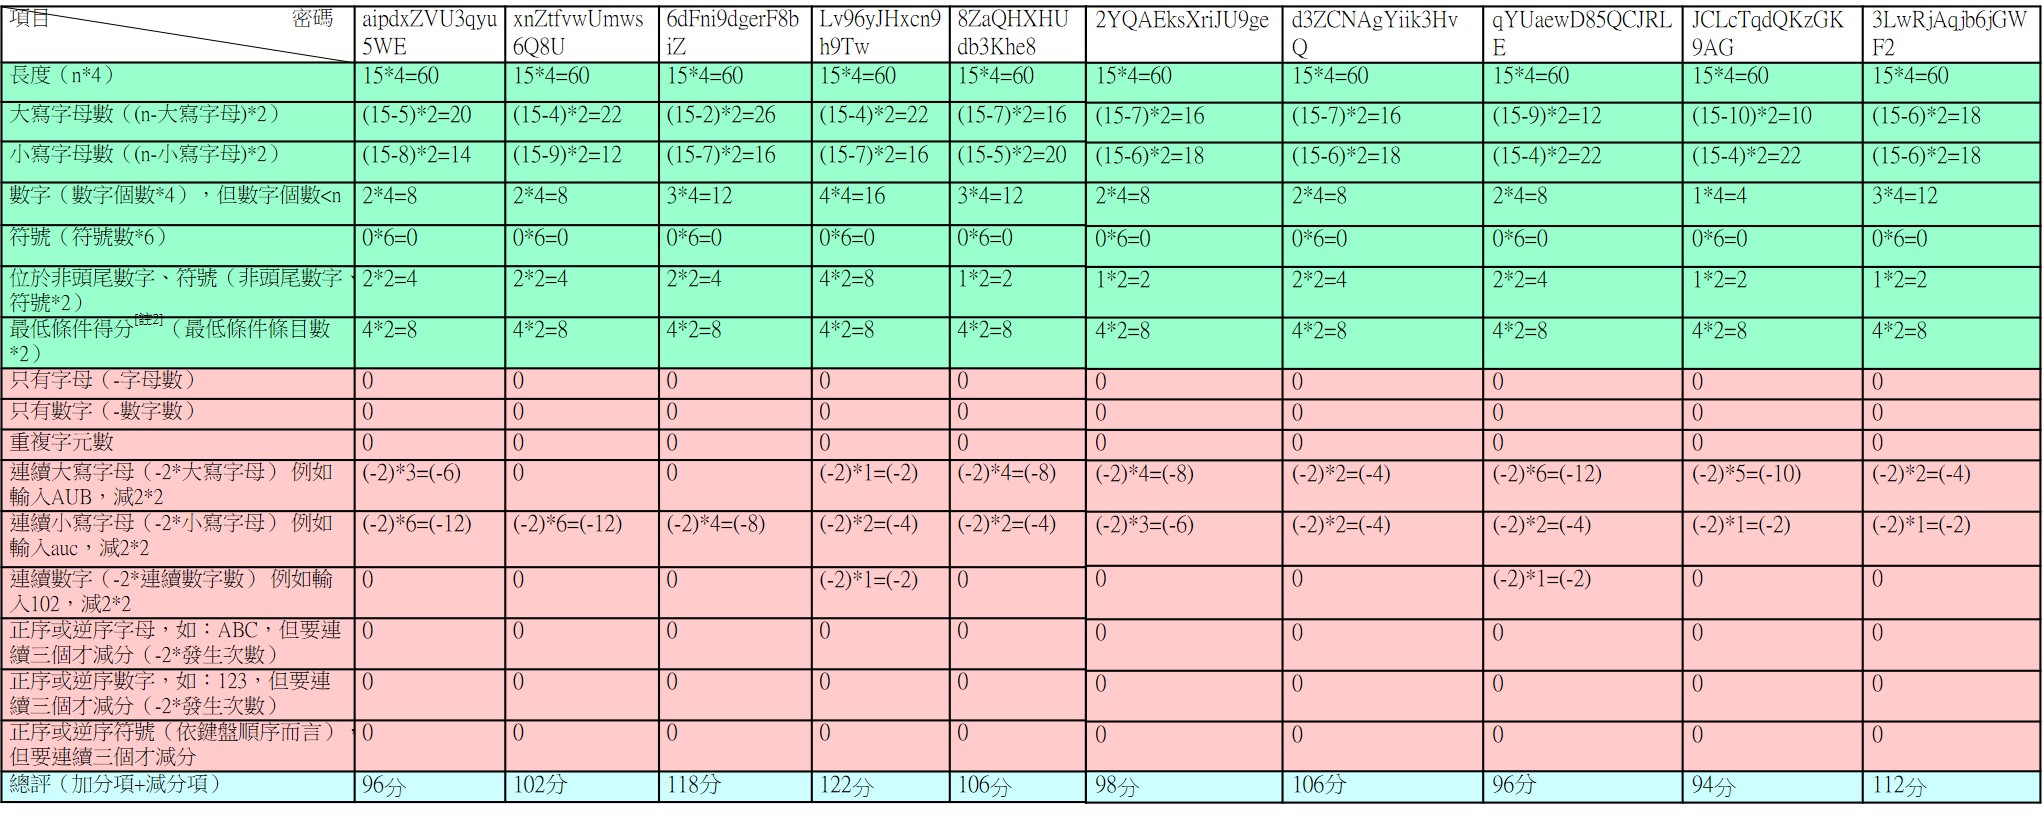 項目 密碼 aipdxZVU3qyu xnZtfvwUmws 6dFni9dgerF8b Lv96yJHxcn9 8ZaQHXHU 2YQAEksXriJU9ge d3ZCNAgYiik3Hv qYUaewD85QCJRL JCLcTqdQKzGK 3LwRjAqjb6jGW
5WE 6Q8U iZ h9Tw db3Khe8 Q E 9AG F2
長度（n*4） 15*4=60 15*4=60 15*4=60 15*4=60 15*4=60 15*4=60 15*4=60 15*4=60 15*4=60 15*4=60
大寫字母數（(n-大寫字母)*2） (15-5)*2=20 (15-4)*2=22 (15-2)*2=26 (15-4)*2=22 (15-7)*2=16 (15-7)*2=16 (15-7)*2=16 (15-9)*2=12 (15-10)*2=10 (15-6)*2=18
小寫字母數（(n-小寫字母)*2） (15-8)*2=14 (15-9)*2=12 (15-7)*2=16 (15-7)*2=16 (15-5)*2=20 (15-6)*2=18 (15-6)*2=18 (15-4)*2=22 (15-4)*2=22 (15-6)*2=18
數字（數字個數*4），但數字個數<n 2*4=8 2*4=8 3*4=12 4*4=16 3*4=12 2*4=8 2*4=8 2*4=8 1*4=4 3*4=12
符號（符號數*6） 0*6=0 0*6=0 0*6=0 0*6=0 0*6=0 0*6=0 0*6=0 0*6=0 0*6=0 0*6=0
位於非頭尾數字、符號（非頭尾數字、 2*2=4 2*2=4 2*2=4 4*2=8 1*2=2 1*2=2 2*2=4 2*2=4 1*2=2 1*2=2
符號*2）
最低條件得分[註2]（最低條件條目數 4*2=8 4*2=8 4*2=8 4*2=8 4*2=8 4*2=8 4*2=8 4*2=8 4*2=8 4*2=8
*2）
只有字母（-字母數） 0 0 0 0 0 0 0 0 0 0
只有數字（-數字數） 0 0 0 0 0 0 0 0 0 0
重複字元數 0 0 0 0 0 0 0 0 0 0
連續大寫字母（-2*大寫字母） 例如 (-2)*3=(-6) 0 0 (-2)*1=(-2) (-2)*4=(-8) (-2)*4=(-8) (-2)*2=(-4) (-2)*6=(-12) (-2)*5=(-10) (-2)*2=(-4)
輸入AUB，減2*2
連續小寫字母（-2*小寫字母） 例如 (-2)*6=(-12) (-2)*6=(-12) (-2)*4=(-8) (-2)*2=(-4) (-2)*2=(-4) (-2)*3=(-6) (-2)*2=(-4) (-2)*2=(-4) (-2)*1=(-2) (-2)*1=(-2)
輸入auc，減2*2
連續數字（-2*連續數字數） 例如輸 0 0 0 (-2)*1=(-2) 0 0 0 (-2)*1=(-2) 0 0
入102，減2*2
正序或逆序字母，如：ABC，但要連 0 0 0 0 0 0 0 0 0 0
續三個才減分（-2*發生次數）
正序或逆序數字，如：123，但要連 0 0 0 0 0 0 0 0 0 0
續三個才減分（-2*發生次數）
正序或逆序符號（依鍵盤順序而言）， 0 0 0 0 0 0 0 0 0 0
但要連續三個才減分
總評（加分項+減分項） 96分 102分 118分 122分 106分 98分 106分 96分 94分 112分